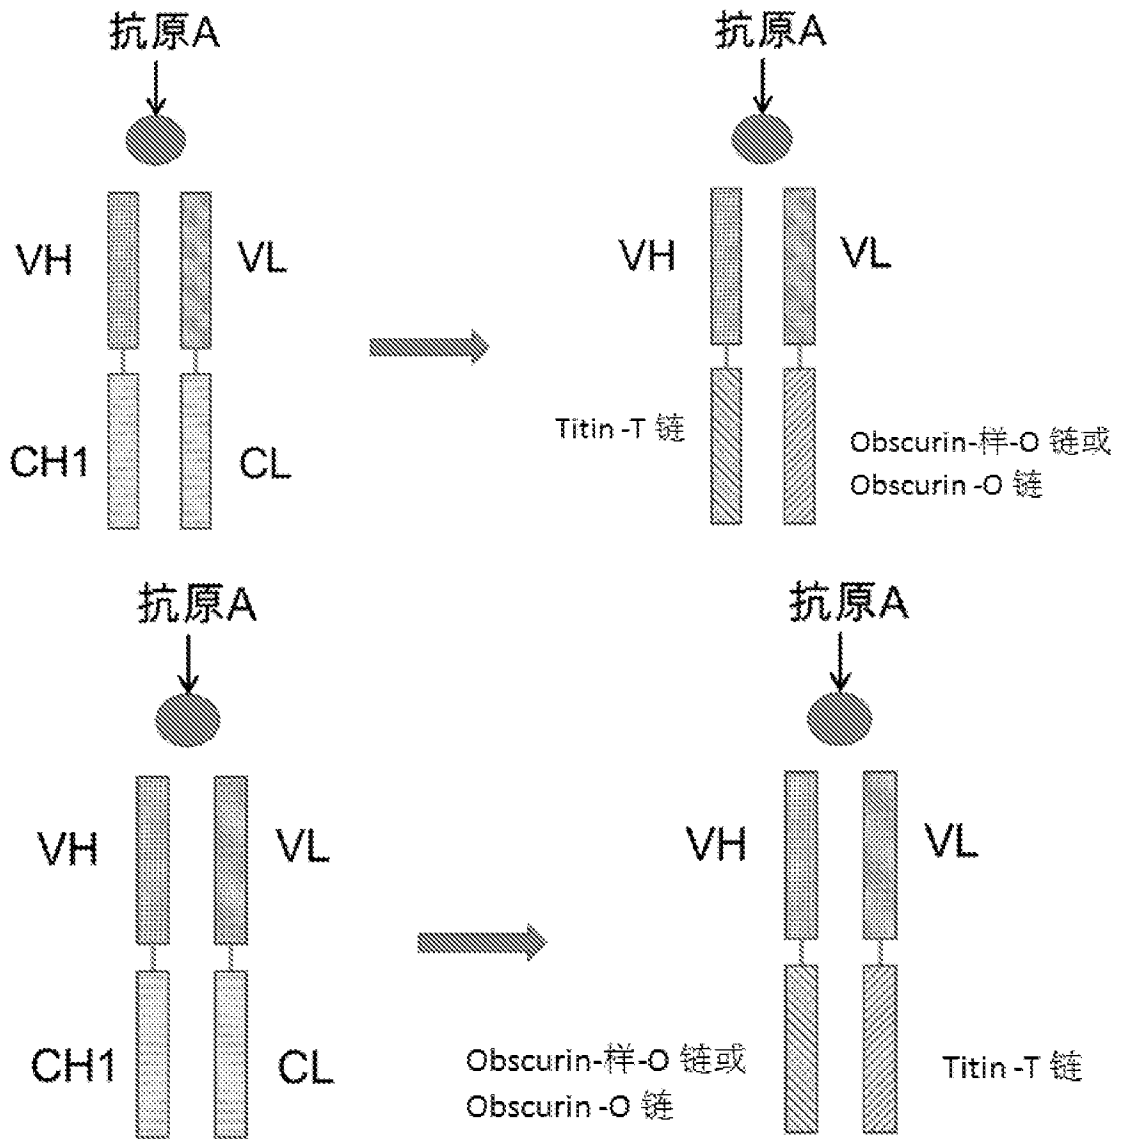 抗原A
抗原A
VH
VL
VH
VL
Titin -T 链
CH1
CL
Obscurin-样-O 链或
Obscurin -O 链
抗原A
抗原A
VH
VL
VH
VL
CH1
CL
Obscurin-样-O 链或
Obscurin -O 链
Titin -T 链